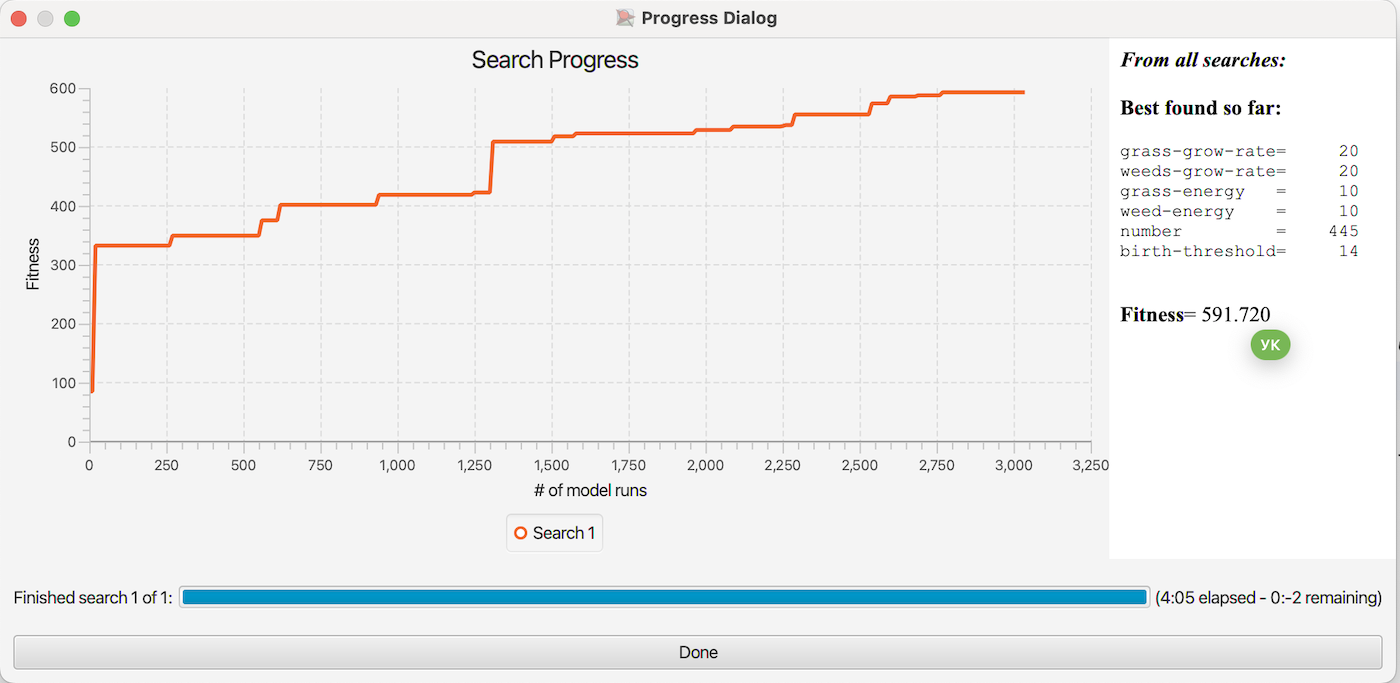 Progress Dialog
Search Progress
600
500
400
300
200
100
0
Fitness
0 250 500 750 1,000 1,250 1,500 1,750 2,000 2,250 2,500 2,750 3,000 3,250
# of model runs
Search 1
From all searches:
Best found so far:
grass-grow-rate= 20
weeds-grow-rate= 20
grass-energy = 10
weed-energy = 10
number = 445
birth-threshold= 14
Fitness= 591.720
УК
Finished search 1 of 1: (4:05 elapsed - 0:-2 remaining)
Done